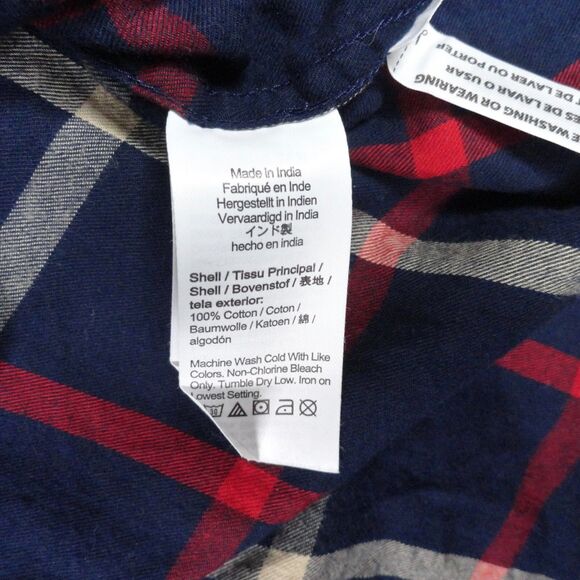 EWASHING OR WEARING
ES DE LAVAR O USAR
DE LAVER OU PORTER
Made in India
Fabriqué en Inde
Hergestellt in Indien
Vervaardigd in India
インド製
hecho en india
Shell / Tissu Principal /
Shell / Bovenstof / 表地 /
tela exterior:
100% Cotton / Coton /
Baumwolle / Katoen / 綿 /
algodón
Machine Wash Cold With Like
Colors. Non-Chlorine Bleach
Only. Tumble Dry Low. Iron on
Lowest Setting.
30